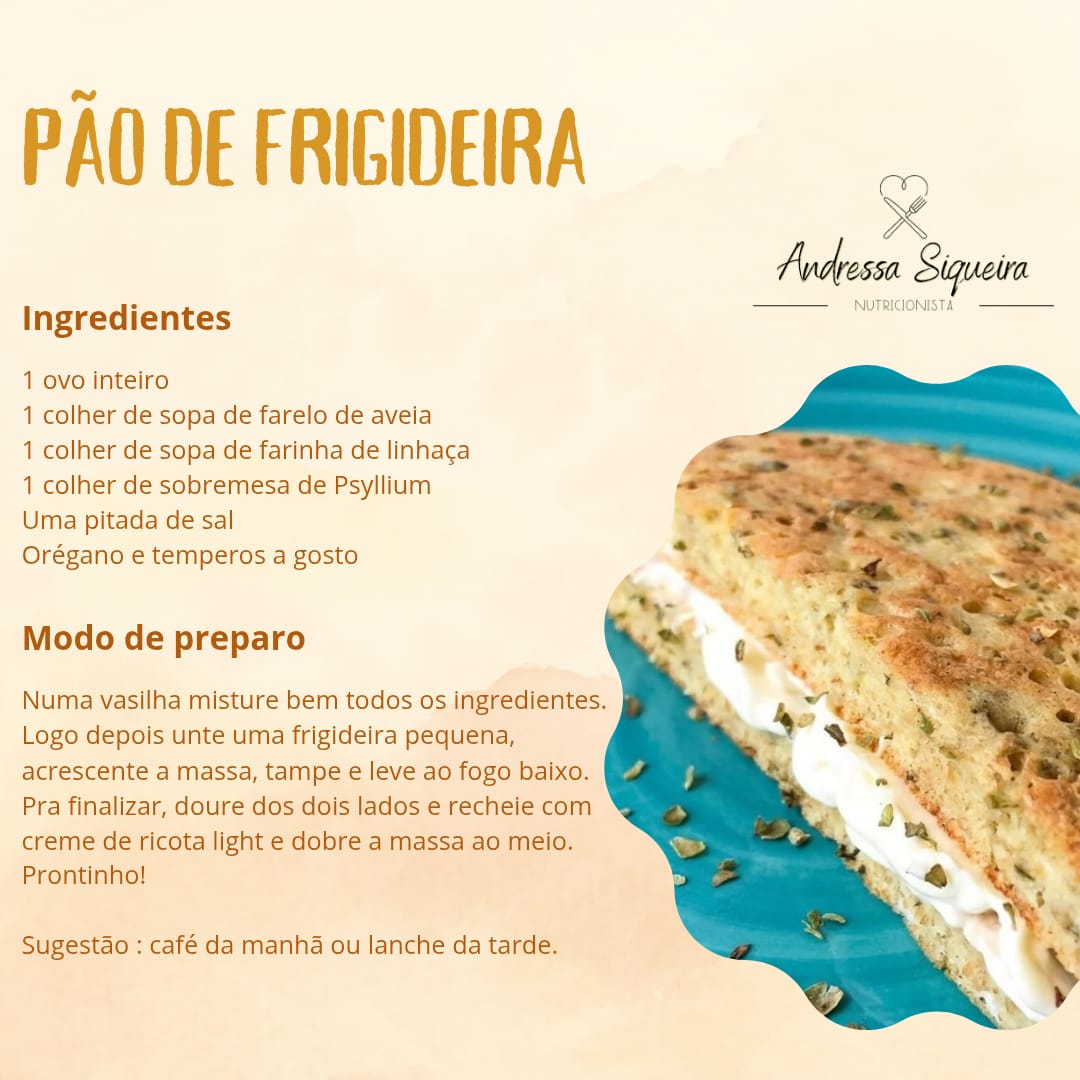 PÃO DE FRIGIDEIRA
Andressa Siqueira
NUTRICIONISTA
Ingredientes
1 ovo inteiro
1 colher de sopa de farelo de aveia
1 colher de sopa de farinha de linhaça
1 colher de sobremesa de Psyllium
Uma pitada de sal
Orégano e temperos a gosto
Modo de preparo
Numa vasilha misture bem todos os ingredientes.
Logo depois unte uma frigideira pequena,
acrescente a massa, tampe e leve ao fogo baixo.
Pra finalizar, doure dos dois lados e recheie com
creme de ricota light e dobre a massa ao meio.
Prontinho!
Sugestão : café da manhã ou lanche da tarde.